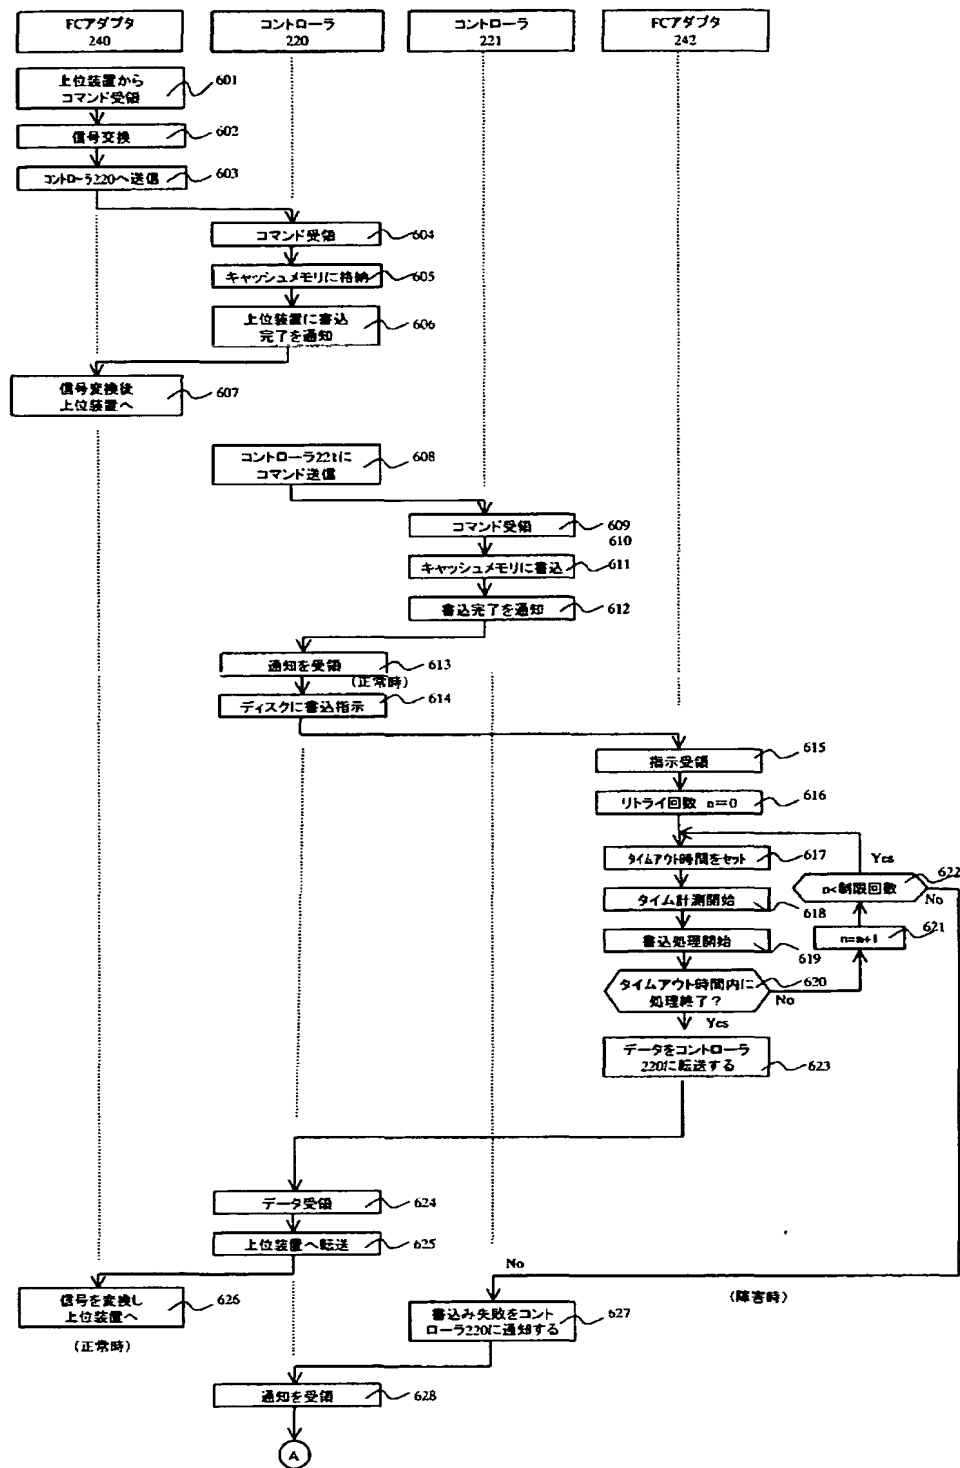 FCアダプタ
240
コントローラ
220
コントローラ
221
FCアダプタ
242
上位装置から
コマンド受領
601
信号変換
602
コントローラ220へ送信
603
コマンド受領
604
キャッシュメモリに格納
605
上位装置に書込
完了を通知
606
信号変換後
上位装置へ
607
コントローラ221に
コマンド送信
608
コマンド受領
609
610
キャッシュメモリに書込
611
書込完了を通知
612
通知を受領
613
(正常時)
ディスクに書込指示
614
指示受領
615
リトライ回数 n=0
616
タイムアウト時間をセット
617
Yes
n<制限回数
622
No
タイム計測開始
618
n=n+1
621
書込処理開始
619
タイムアウト時間内に
処理終了?
620
No
Yes
データをコントローラ
220に転送する
623
データ受領
624
上位装置へ転送
625
No
(障害時)
信号を変換し
上位装置へ
626
(正常時)
書込み失敗をコント
ローラ220に通知する
627
通知を受領
628
A